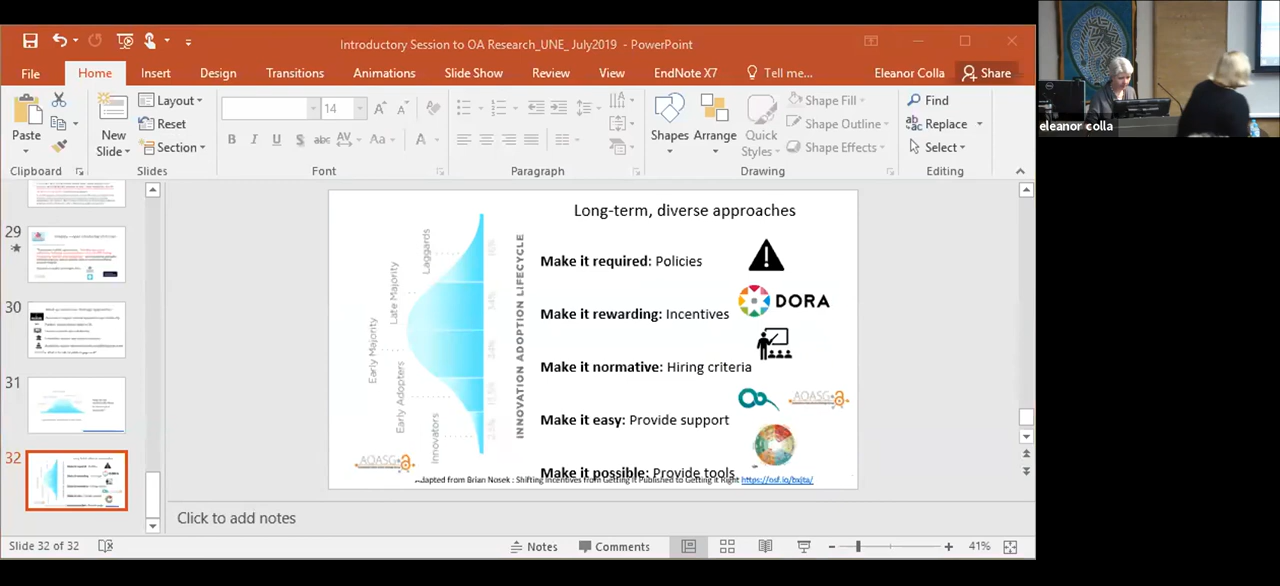 Introductory Session to OA Research_UNE_July2019 - PowerPoint
File Home Insert Design Transitions Animations Slide Show Review View EndNote X7 Tell me... Eleanor Colla Share
Paste
New Slide
Layout
Reset
Section
14
B I U S abc AV Aa A
Shapes
Arrange
Quick Styles
Shape Fill
Shape Outline
Shape Effects
Find
Replace
Select
Clipboard Slides Font Paragraph Drawing Editing
eleanor colla
29
30
31
32
Long-term, diverse approaches
Make it required: Policies
DORA
Make it rewarding: Incentives
Make it normative: Hiring criteria
AOASG
Make it easy: Provide support
Make it possible: Provide tools
Laggards
Late Majority
Early Majority
Early Adopters
Innovators
INNOVATION ADOPTION LIFECYCLE
AOASG
Adapted from Brian Nosek : Shifting incentives from Getting It Published to Getting it Right https://osf.io/bxjta/
Click to add notes
Slide 32 of 32 Notes Comments 41%